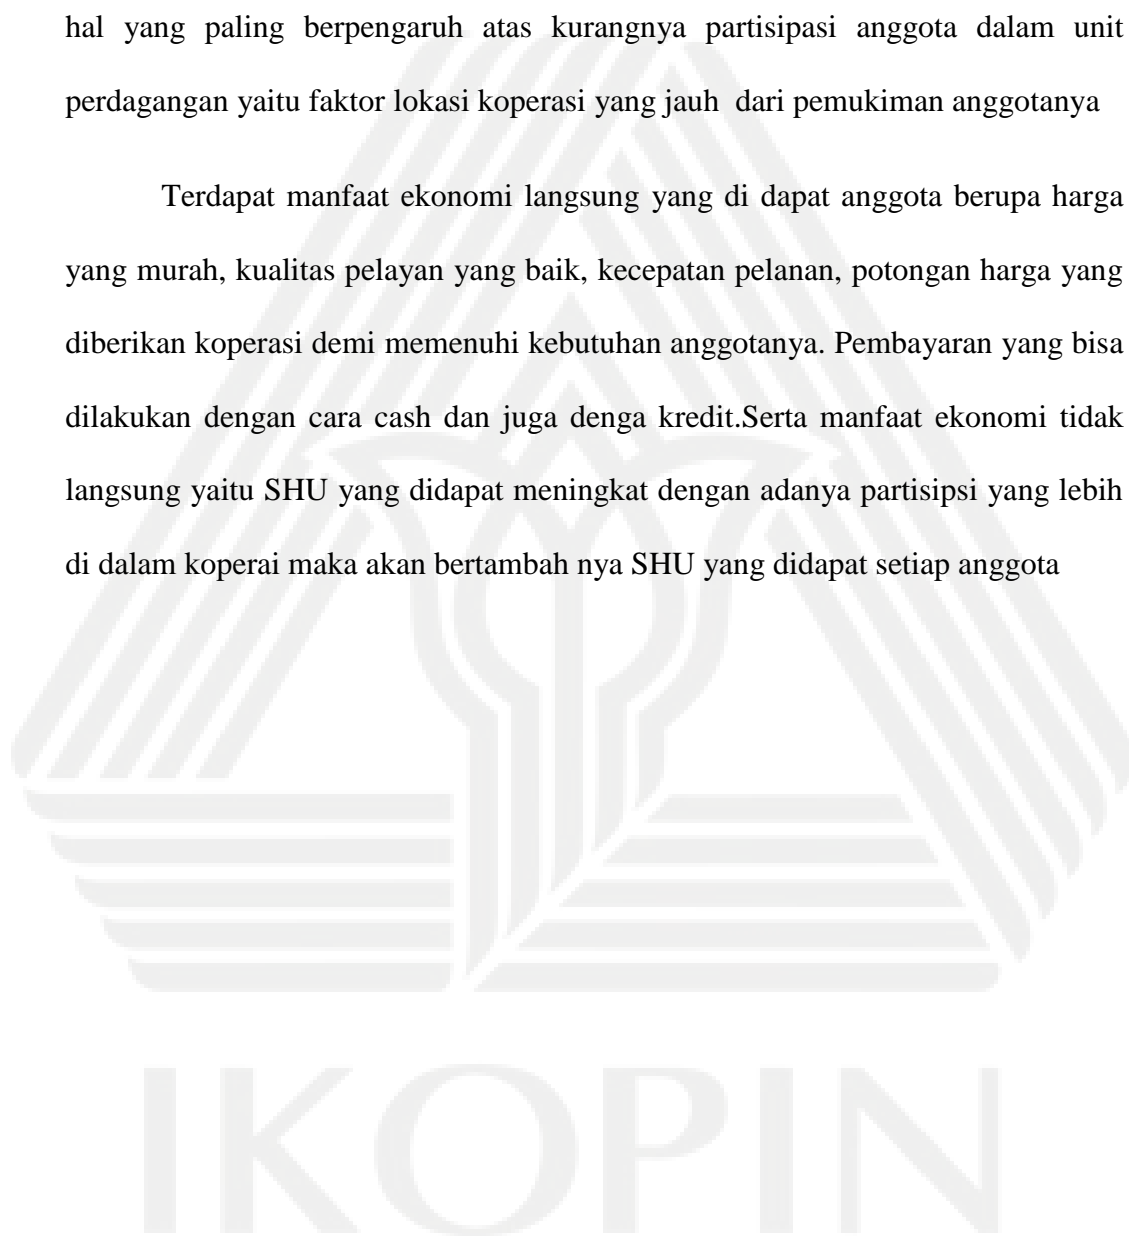 hal yang paling berpengaruh atas kurangnya partisipasi anggota dalam unit
perdagangan yaitu faktor lokasi koperasi yang jauh dari pemukiman anggotanya
Terdapat manfaat ekonomi langsung yang di dapat anggota berupa harga
yang murah, kualitas pelayan yang baik, kecepatan pelanan, potongan harga yang
diberikan koperasi demi memenuhi kebutuhan anggotanya. Pembayaran yang bisa
dilakukan dengan cara cash dan juga denga kredit.Serta manfaat ekonomi tidak
langsung yaitu SHU yang didapat meningkat dengan adanya partisipsi yang lebih
di dalam koperai maka akan bertambah nya SHU yang didapat setiap anggota
IKOPIN